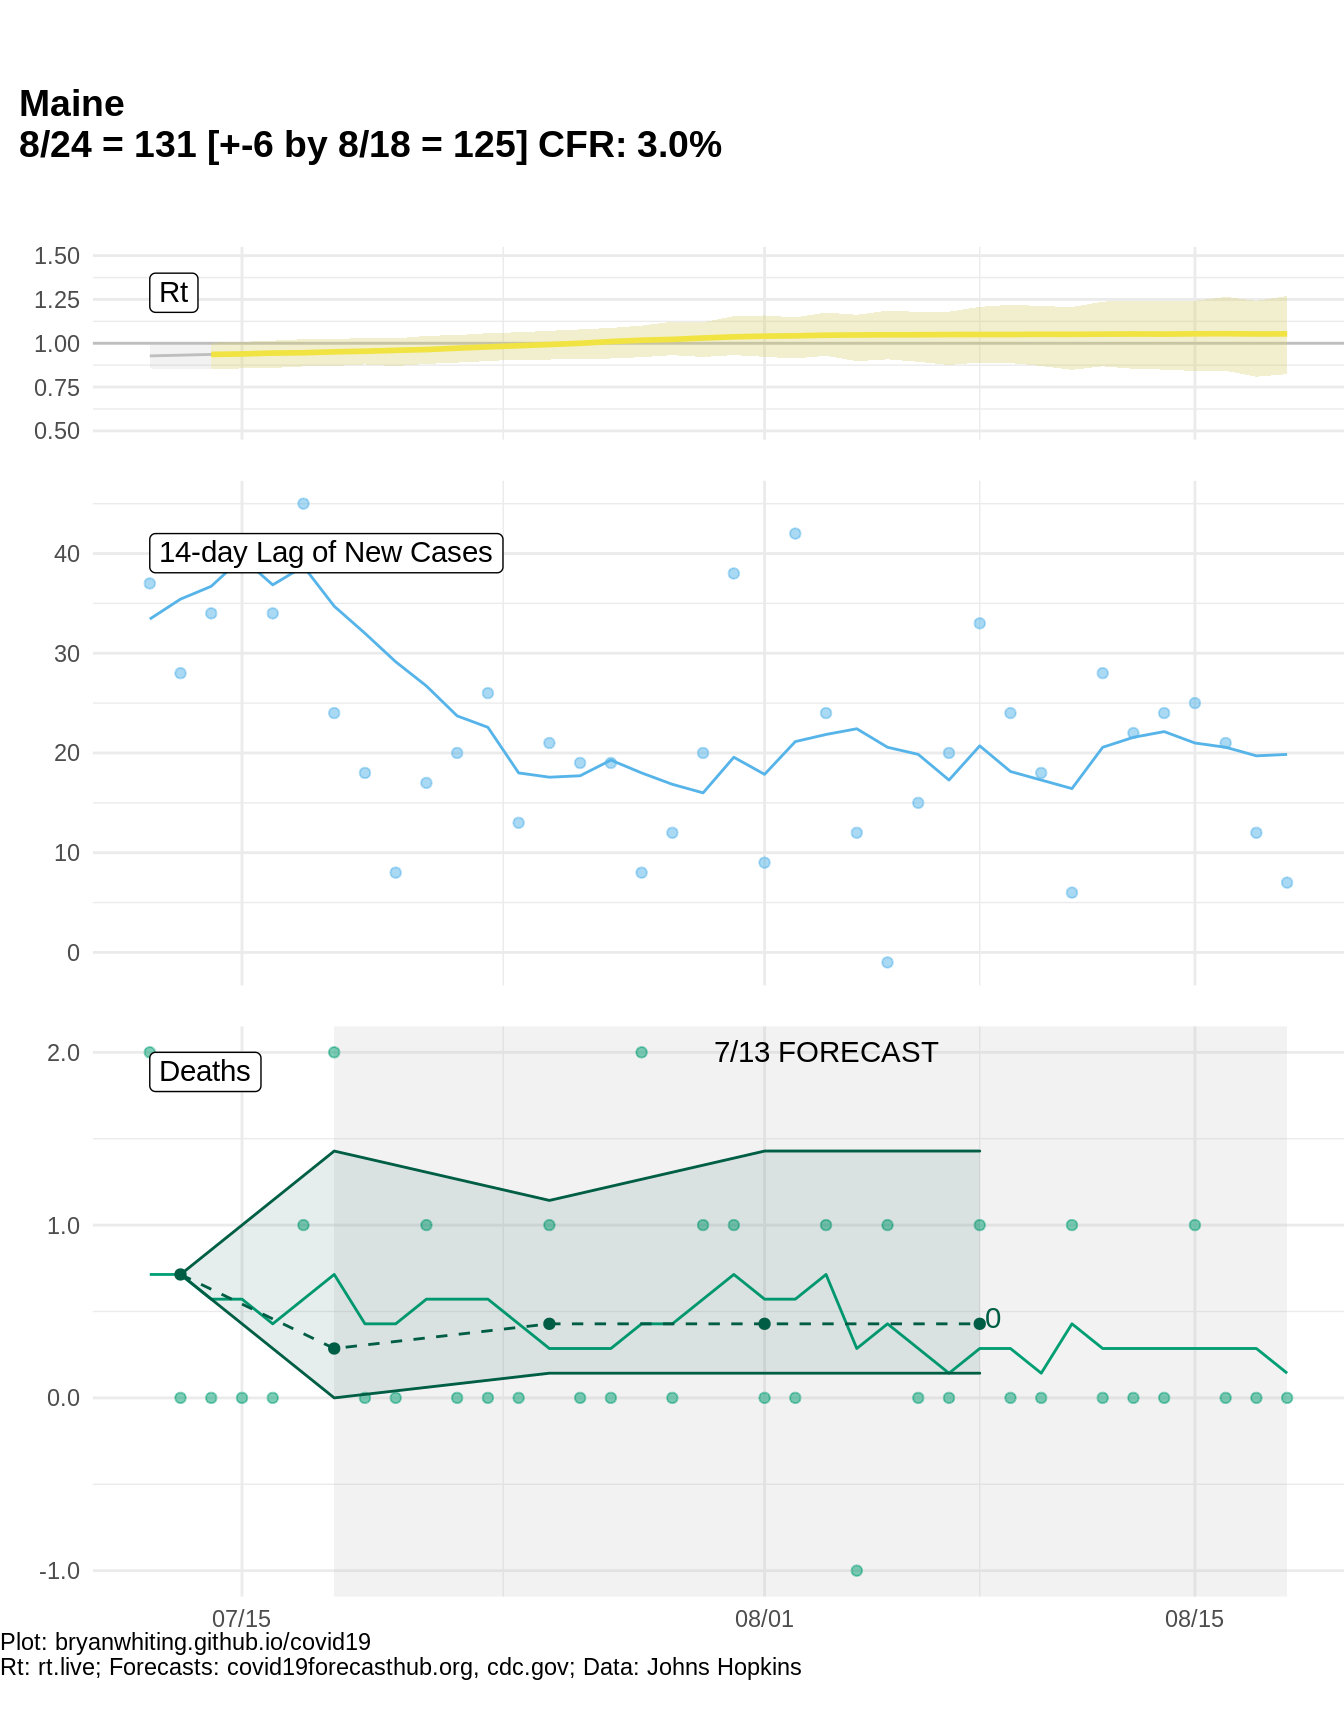 Maine
8/24 = 131 [+-6 by 8/18 = 125] CFR: 3.0%
1.50
Rt
1.25
1.00
0.75
0.50
14-day Lag of New Cases
40
30
20
10
0
2.0
7/13 FORECAST
Deaths
1.0
0
0.0
-1.0
07/15 08/01 08/15
Plot: bryanwhiting.github.io/covid19
Rt: rt.live; Forecasts: covid19forecasthub.org, cdc.gov; Data: Johns Hopkins